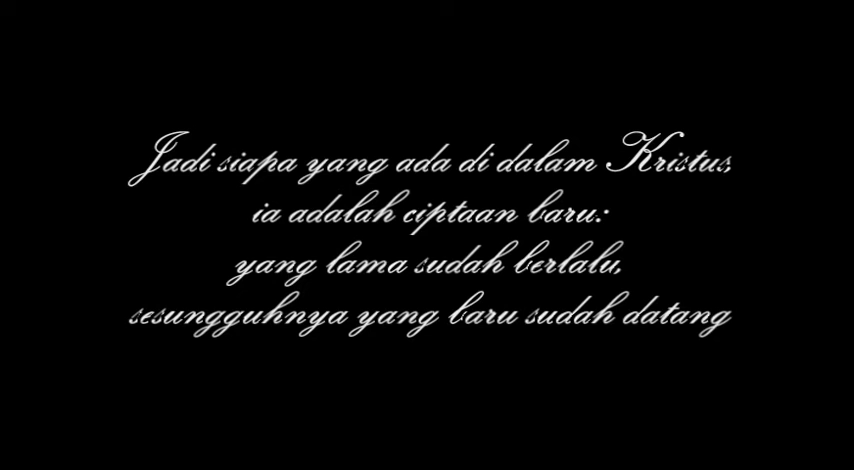 Jadi siapa yang ada di dalam Kristus,
ia adalah ciptaan baru:
yang lama sudah berlalu,
sesungguhnya yang baru sudah datang